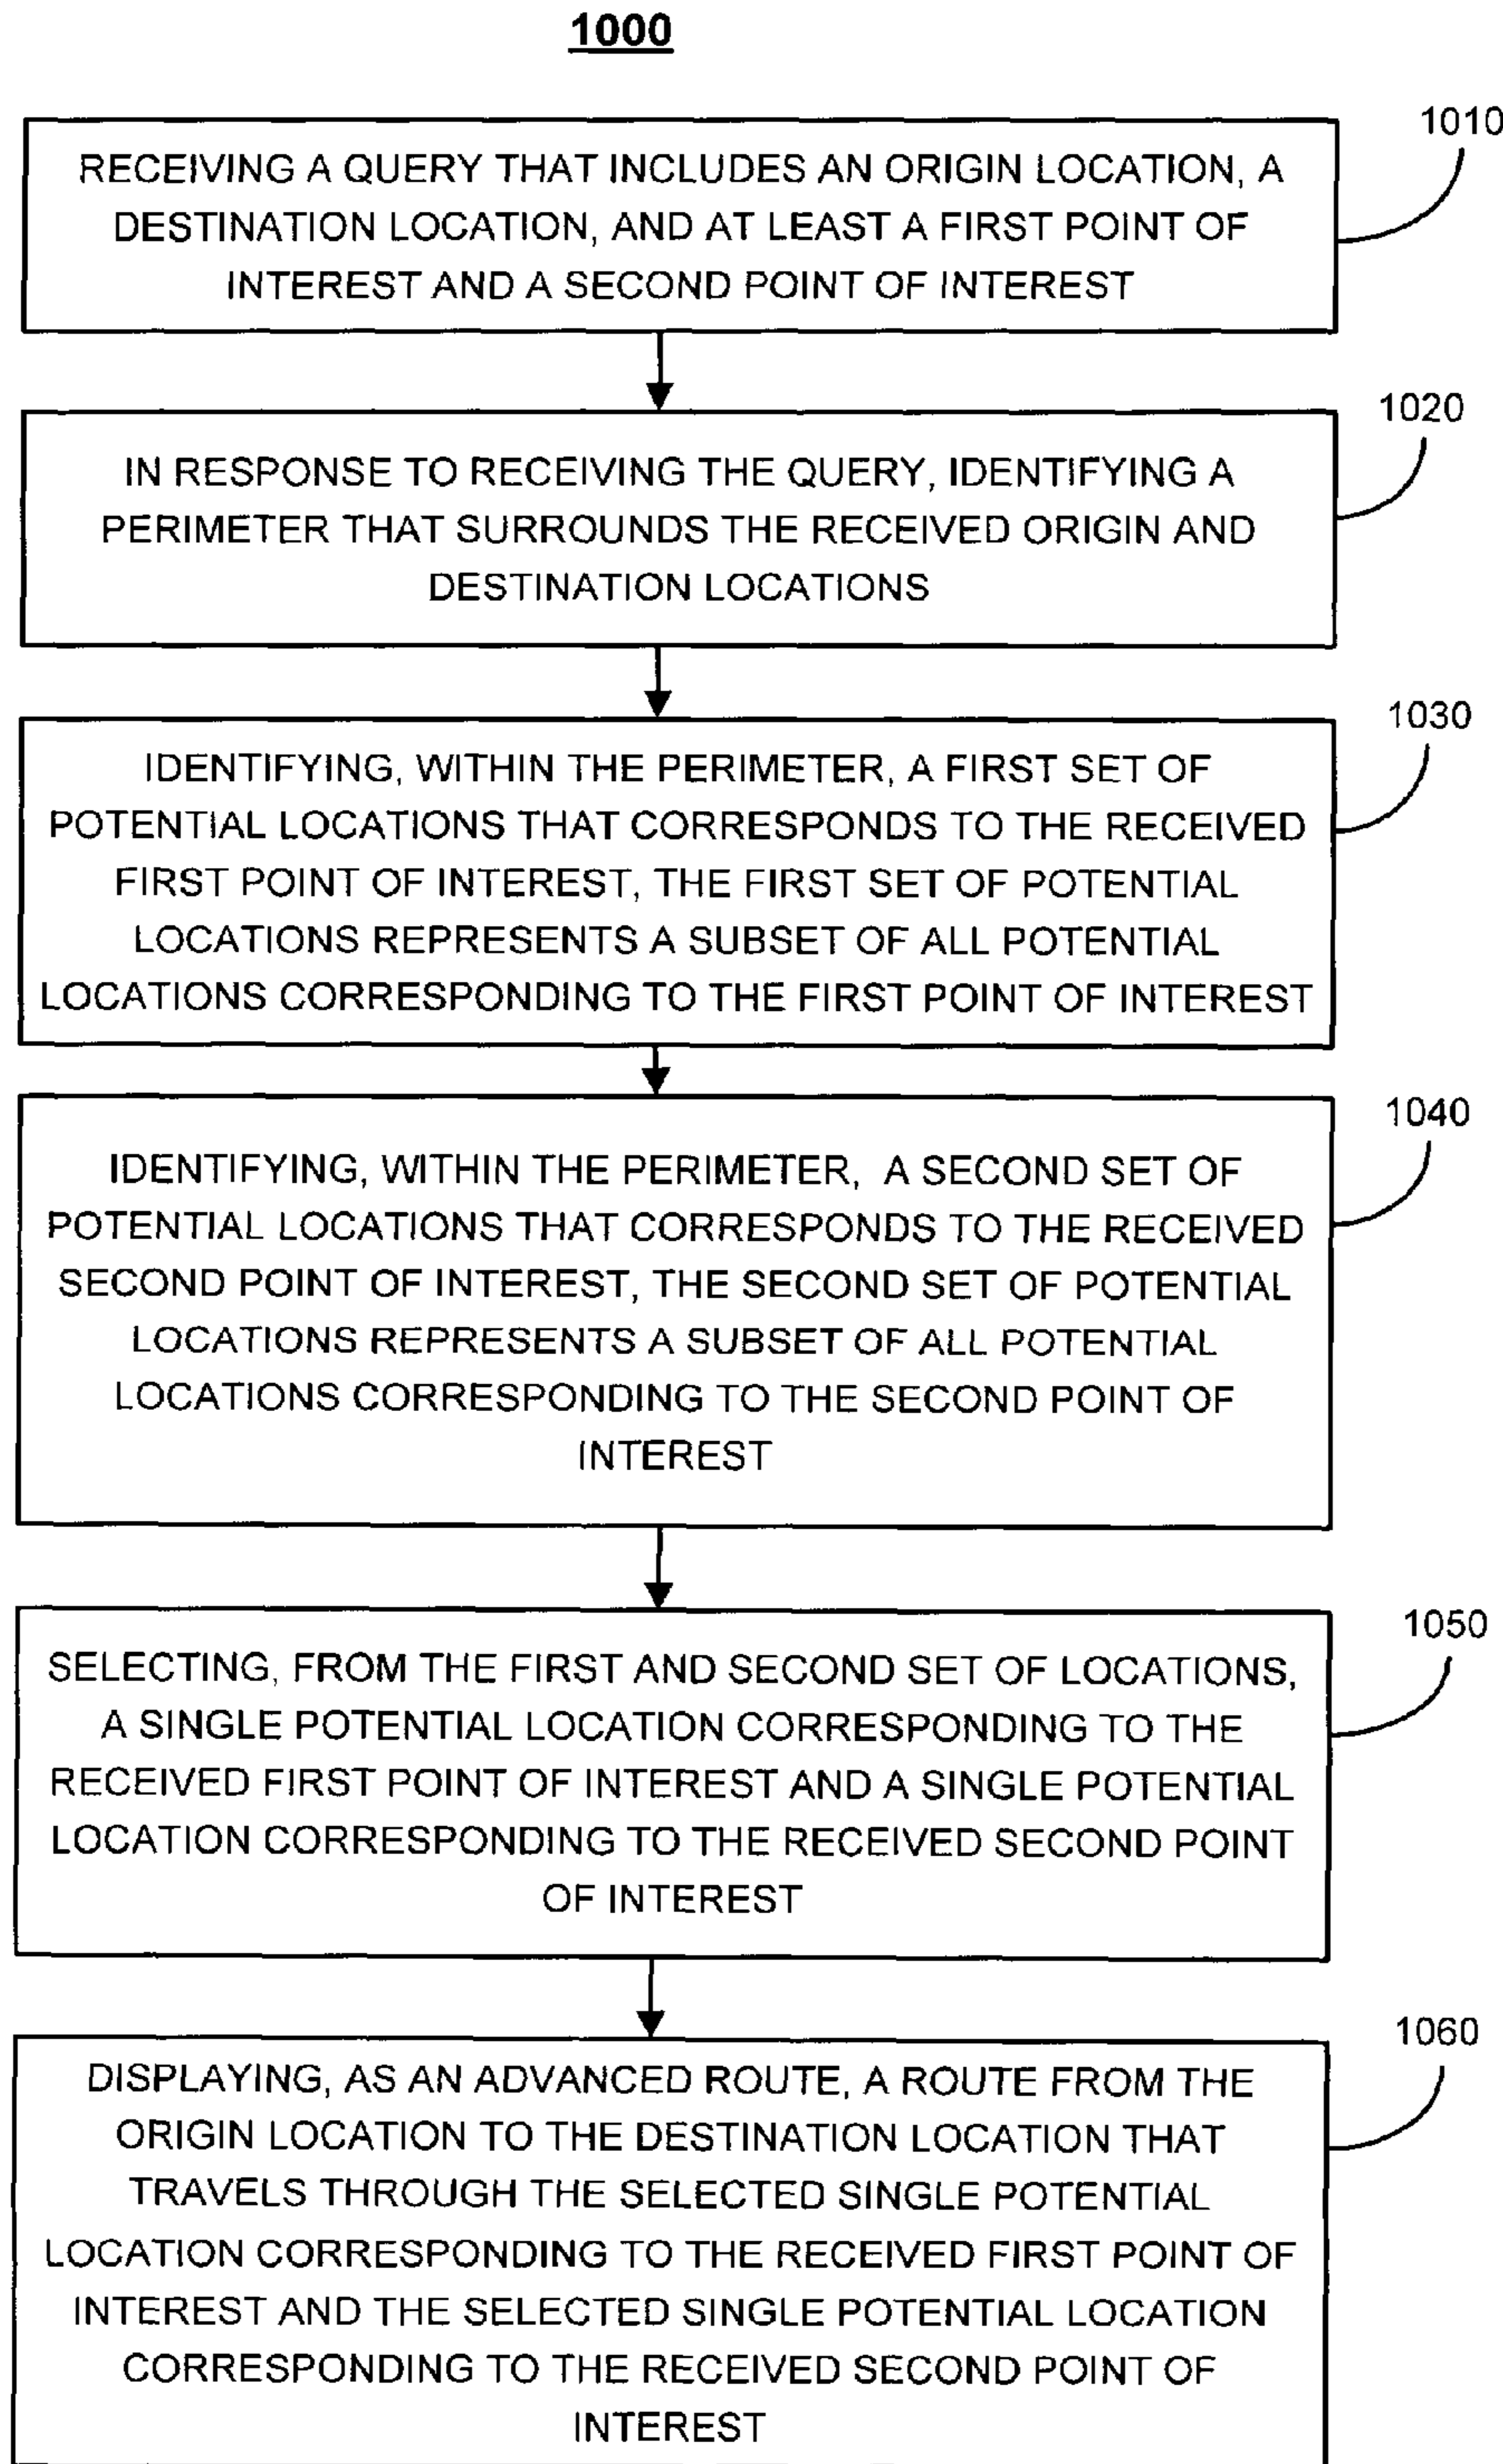 1000
1010
RECEIVING A QUERY THAT INCLUDES AN ORIGIN LOCATION, A
DESTINATION LOCATION, AND AT LEAST A FIRST POINT OF
INTEREST AND A SECOND POINT OF INTEREST
1020
IN RESPONSE TO RECEIVING THE QUERY, IDENTIFYING A
PERIMETER THAT SURROUNDS THE RECEIVED ORIGIN AND
DESTINATION LOCATIONS
1030
IDENTIFYING, WITHIN THE PERIMETER, A FIRST SET OF
POTENTIAL LOCATIONS THAT CORRESPONDS TO THE RECEIVED
FIRST POINT OF INTEREST, THE FIRST SET OF POTENTIAL
LOCATIONS REPRESENTS A SUBSET OF ALL POTENTIAL
LOCATIONS CORRESPONDING TO THE FIRST POINT OF INTEREST
1040
IDENTIFYING, WITHIN THE PERIMETER, A SECOND SET OF
POTENTIAL LOCATIONS THAT CORRESPONDS TO THE RECEIVED
SECOND POINT OF INTEREST, THE SECOND SET OF POTENTIAL
LOCATIONS REPRESENTS A SUBSET OF ALL POTENTIAL
LOCATIONS CORRESPONDING TO THE SECOND POINT OF
INTEREST
1050
SELECTING, FROM THE FIRST AND SECOND SET OF LOCATIONS,
A SINGLE POTENTIAL LOCATION CORRESPONDING TO THE
RECEIVED FIRST POINT OF INTEREST AND A SINGLE POTENTIAL
LOCATION CORRESPONDING TO THE RECEIVED SECOND POINT
OF INTEREST
1060
DISPLAYING, AS AN ADVANCED ROUTE, A ROUTE FROM THE
ORIGIN LOCATION TO THE DESTINATION LOCATION THAT
TRAVELS THROUGH THE SELECTED SINGLE POTENTIAL
LOCATION CORRESPONDING TO THE RECEIVED FIRST POINT OF
INTEREST AND THE SELECTED SINGLE POTENTIAL LOCATION
CORRESPONDING TO THE RECEIVED SECOND POINT OF
INTEREST